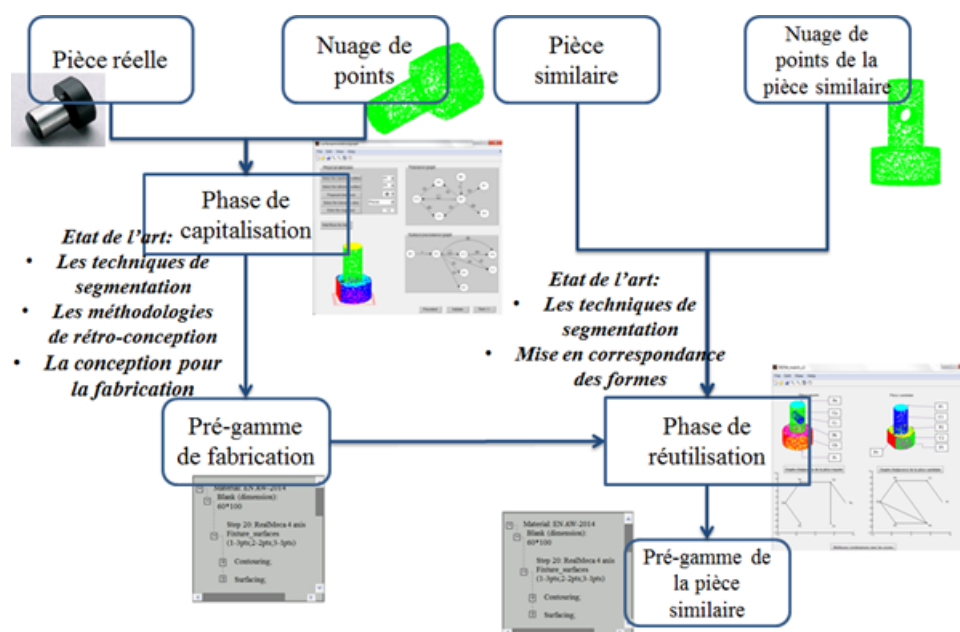 Pièce réelle
Nuage de
points
Pièce
similaire
Nuage de
points de la
pièce similaire
Phase de
capitalisation
Etat de l’art:
• Les techniques de
segmentation
• Les méthodologies
de rétro-conception
• La conception pour
la fabrication
Etat de l’art:
• Les techniques de
segmentation
• Mise en correspondance
des formes
Pré-gamme
de fabrication
Phase de
réutilisation
Material: EN AW-2014
Blank (dimension):
60*100
Step 20: RealMeca 4 axis
Fixture_surfaces
(1-3pts;2-2pts;3-1pts)
Contouring;
Surfacing;
Material: EN AW-2014
Blank (dimension):
60*100
Step 20: RealMeca 4 axis
Fixture_surfaces
(1-3pts;2-2pts;3-1pts)
Contouring;
Surfacing;
Pré-gamme de
la pièce
similaire